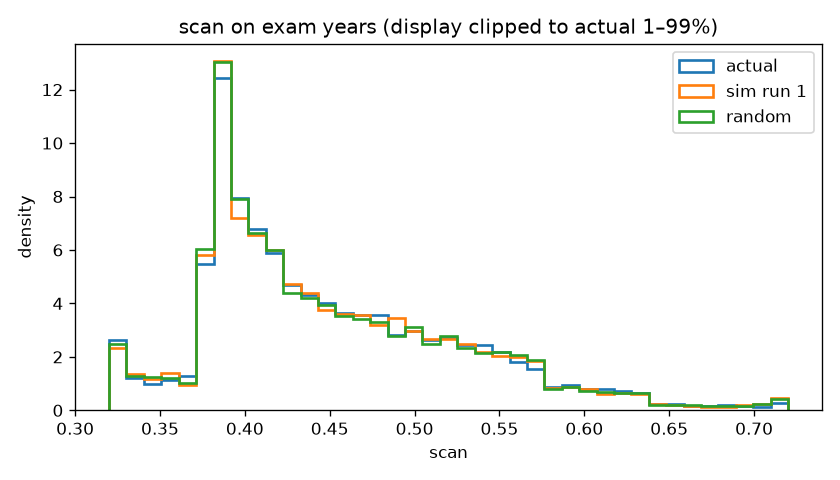 scan on exam years (display clipped to actual 1–99%)
actual
sim run 1
random
density
12
10
8
6
4
2
0
0.30 0.35 0.40 0.45 0.50 0.55 0.60 0.65 0.70
scan